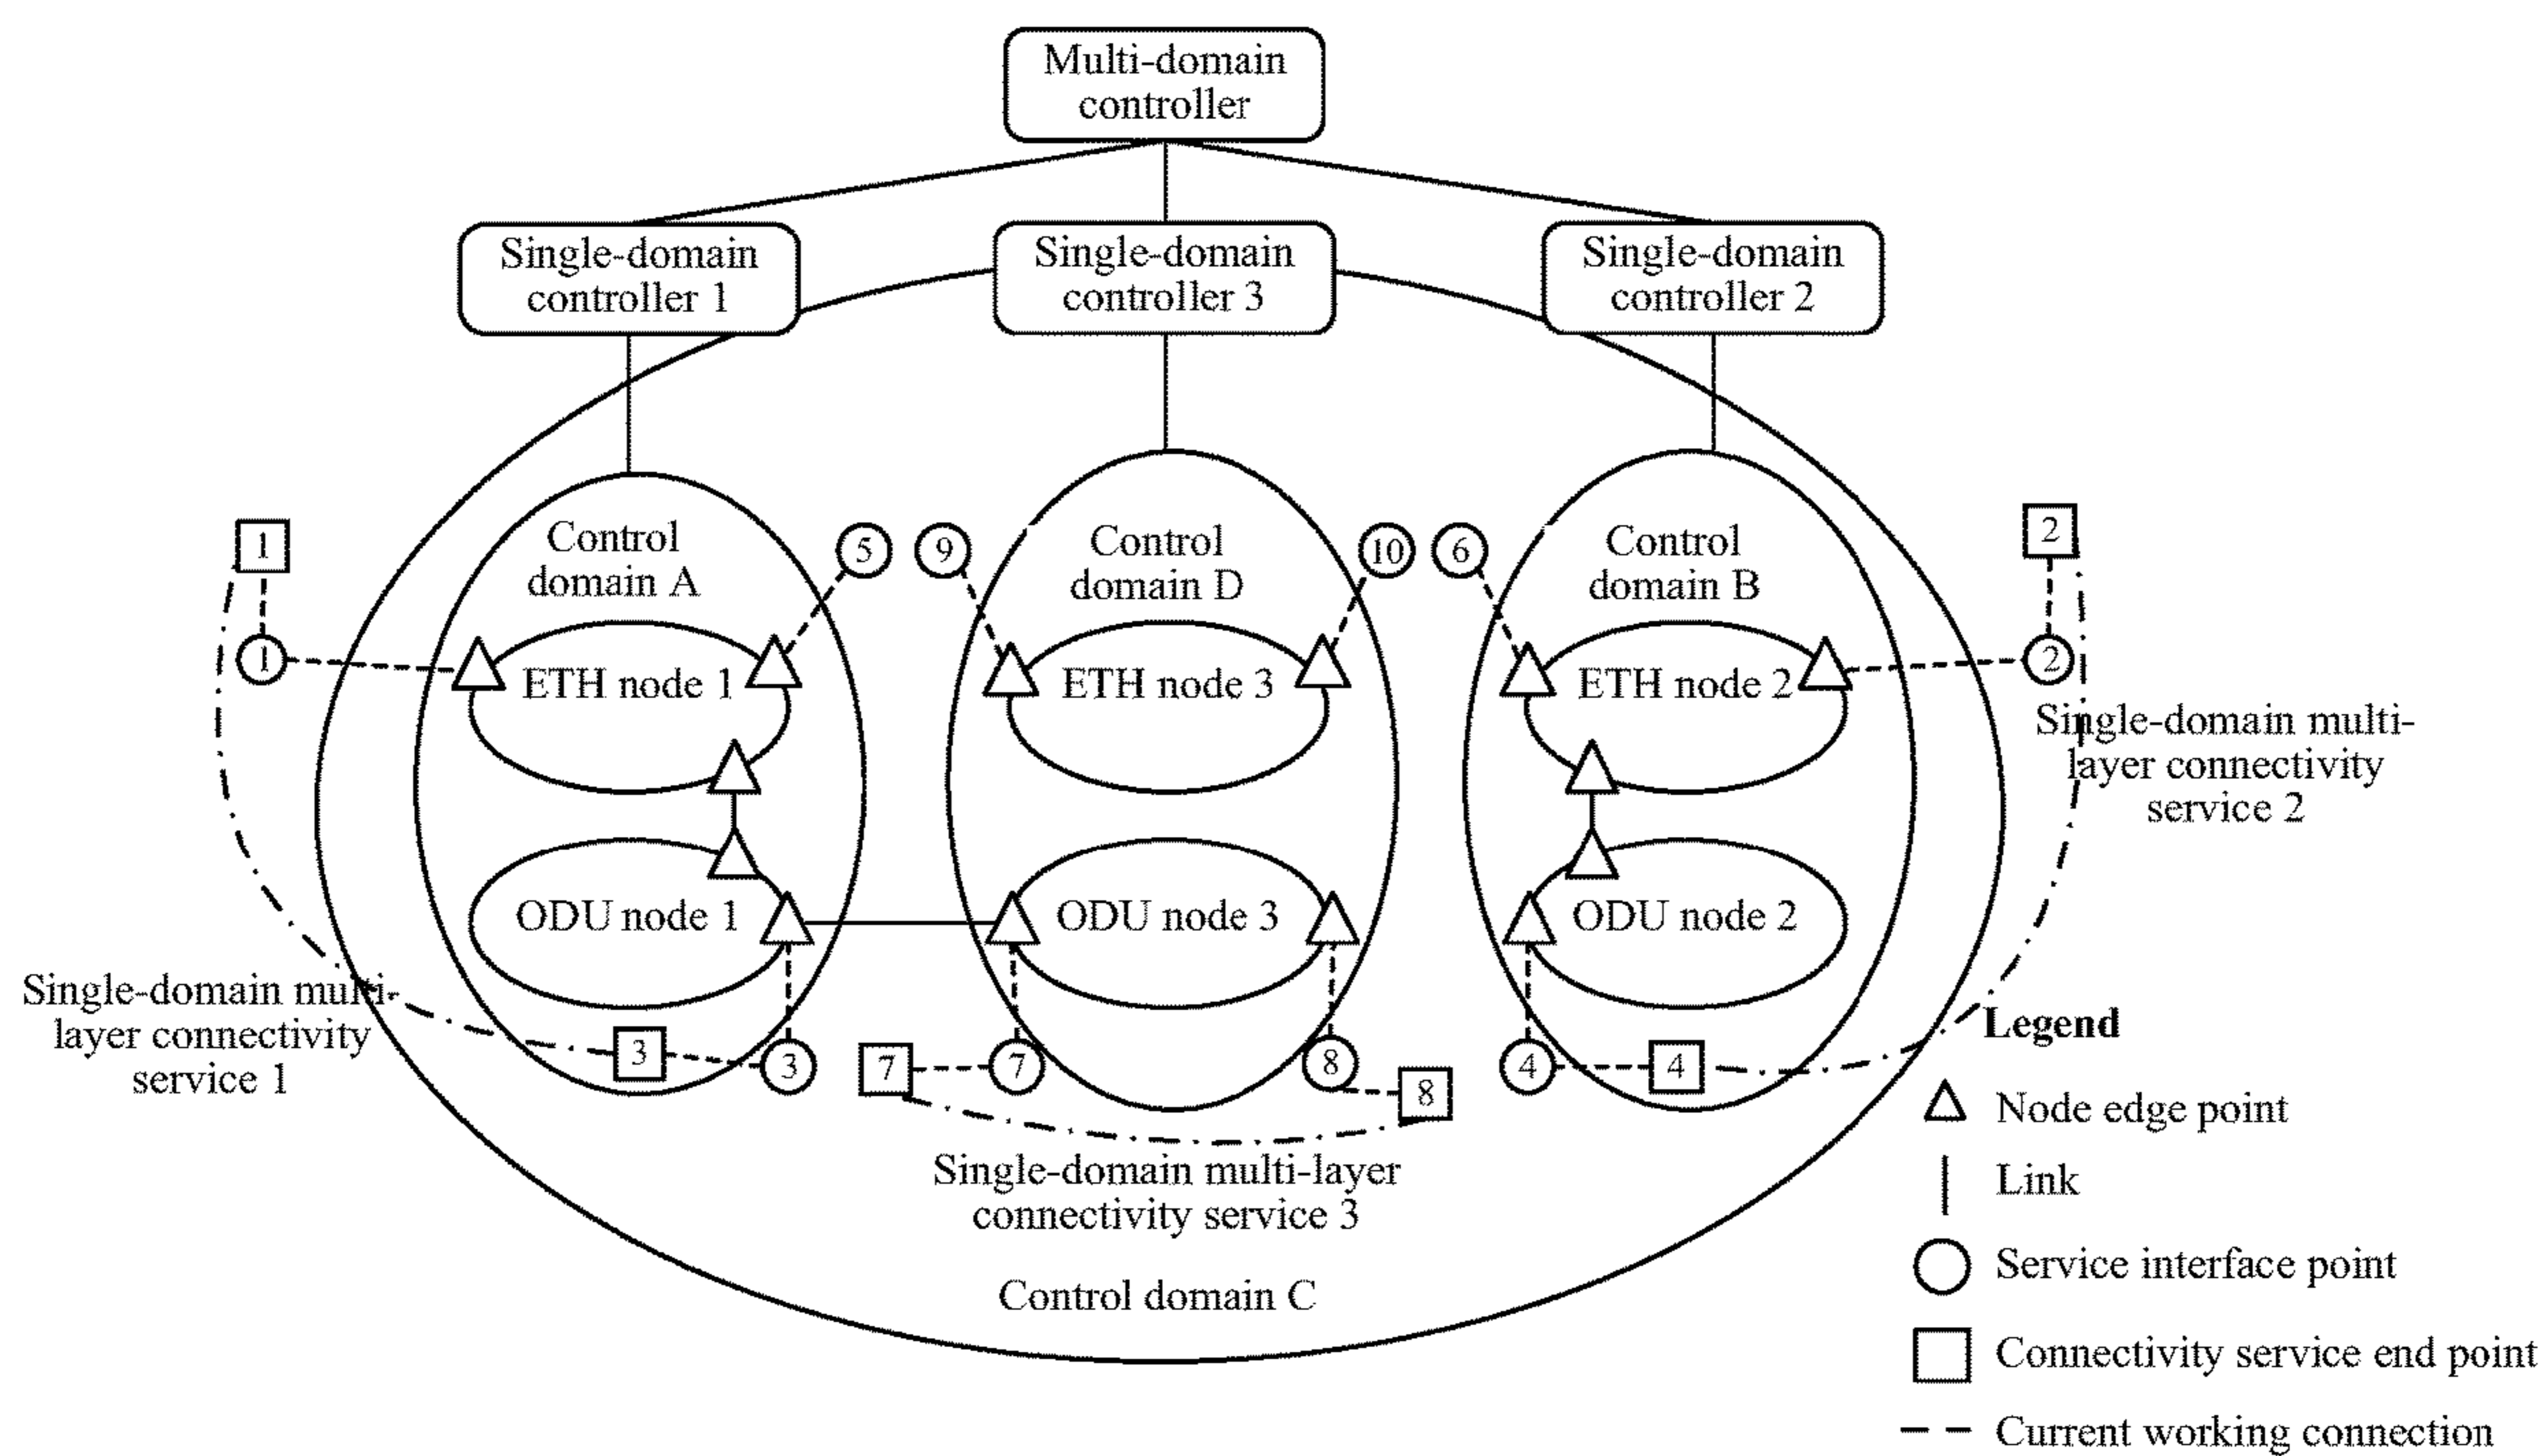 Multi-domain
controller
Single-domain
controller 1
Single-domain
controller 3
Single-domain
controller 2
1
Control
domain A
5
9
Control
domain D
10
6
Control
domain B
2
1
ETH node 1
ETH node 3
ETH node 2
2
Single-domain multi-
layer connectivity
service 2
ODU node 1
ODU node 3
ODU node 2
Single-domain multi-
layer connectivity
service 1
3
3
7
7
8
8
4
4
Single-domain multi-layer
connectivity service 3
Control domain C
Legend
Node edge point
Link
Service interface point
Connectivity service end point
Current working connection